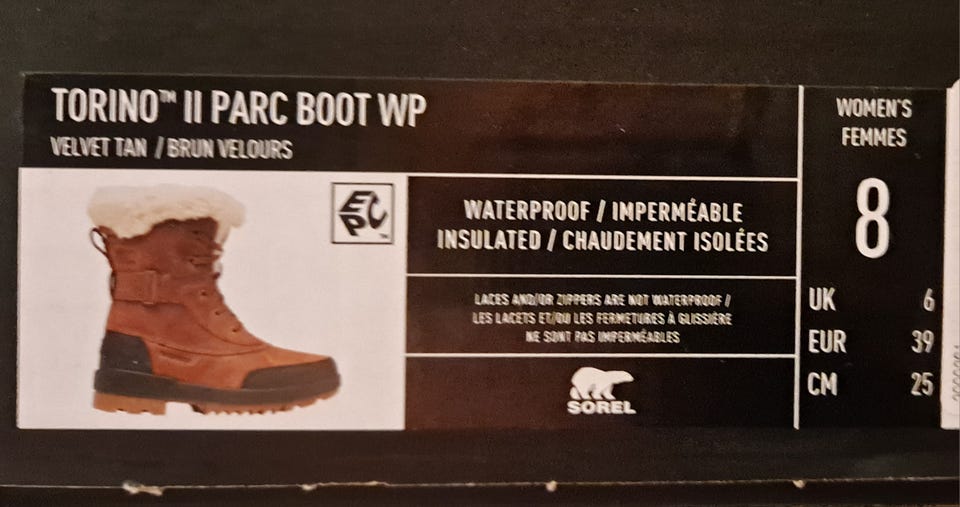 TORINO™ II PARC BOOT WP
VELVET TAN / BRUN VELOURS
EPC™
WATERPROOF / IMPERMÉABLE
INSULATED / CHAUDEMENT ISOLÉES
LACES AND/OR ZIPPERS ARE NOT WATERPROOF /
LES LACETS ET/OU LES FERMETURES À GLISSIÈRE
NE SONT PAS IMPERMÉABLES
SOREL
WOMEN'S
FEMMES
8
UK 6
EUR 39
CM 25